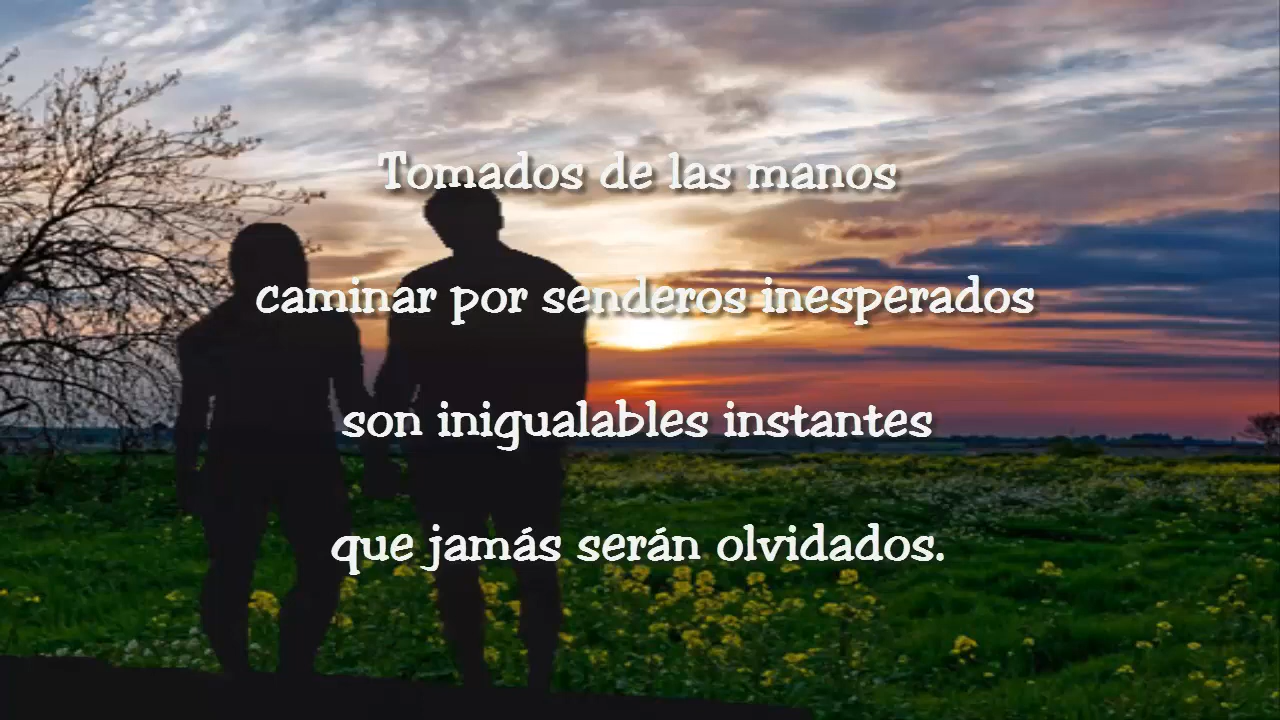 Tomados de las manos
caminar por senderos inesperados
son inigualables instantes
que jamás serán olvidados.